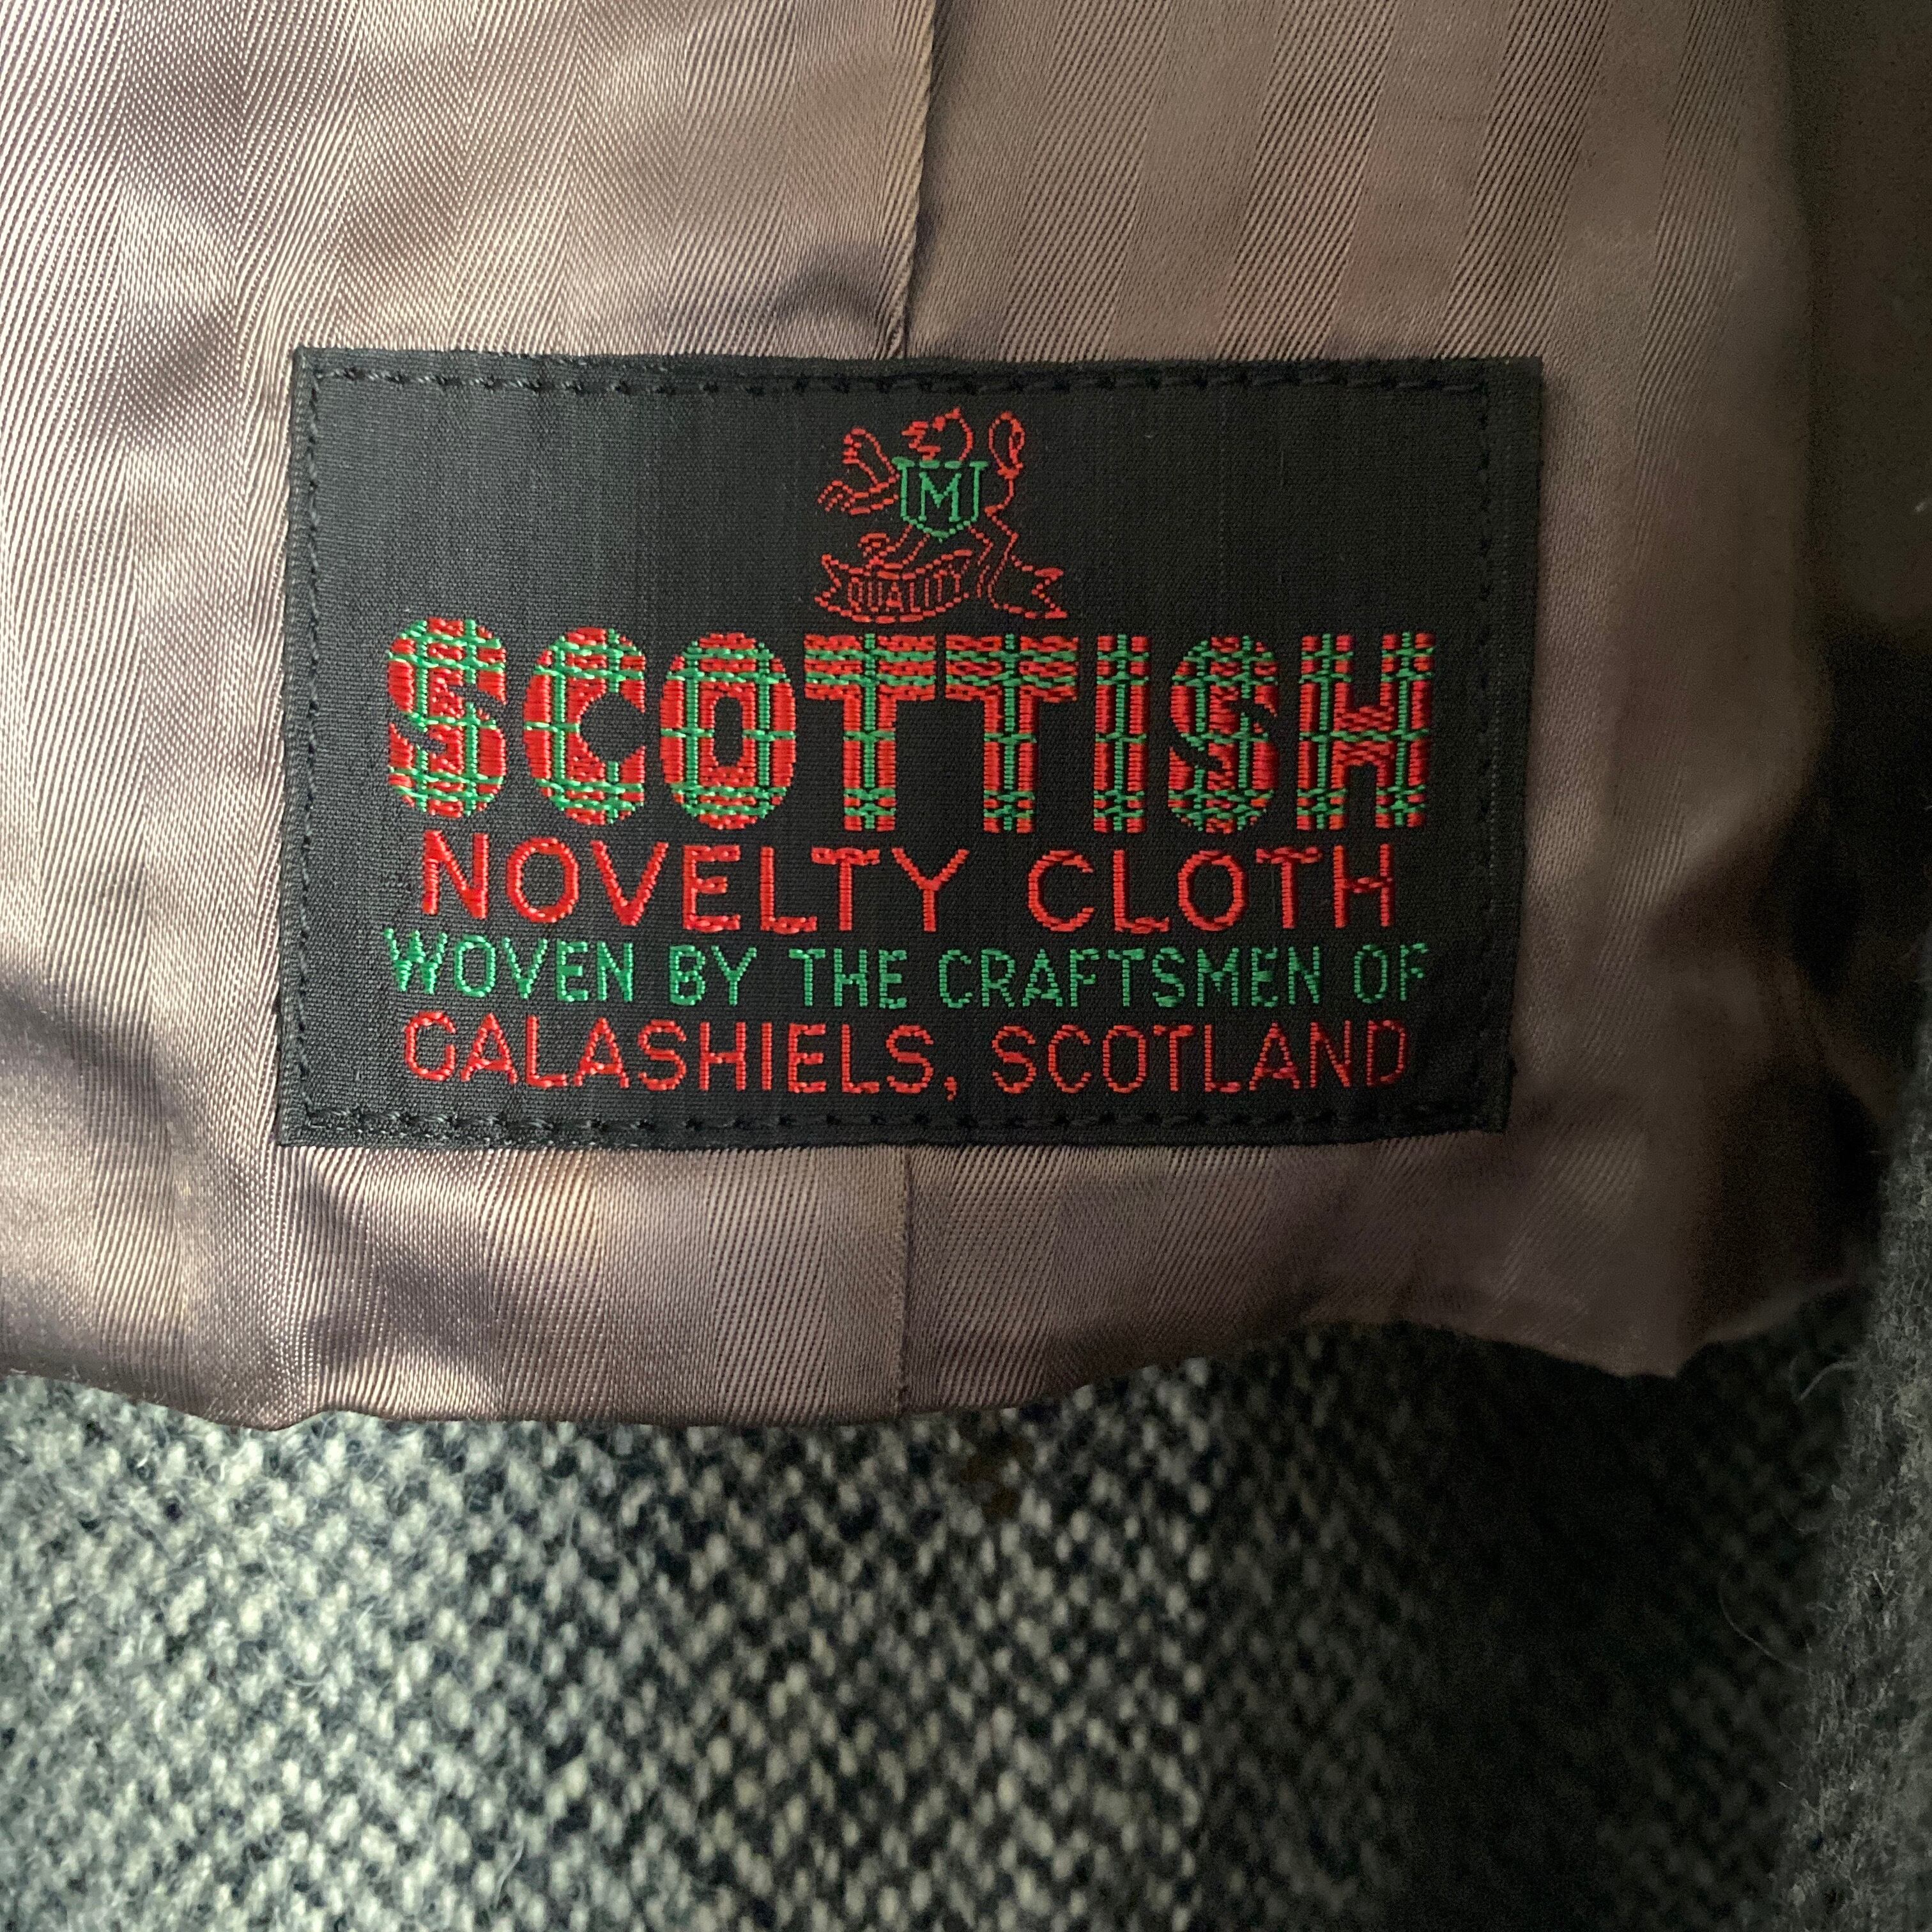 M
QUALITY
SCOTTISH
NOVELTY CLOTH
WOVEN BY THE CRAFTSMEN OF
GALASHIELS, SCOTLAND